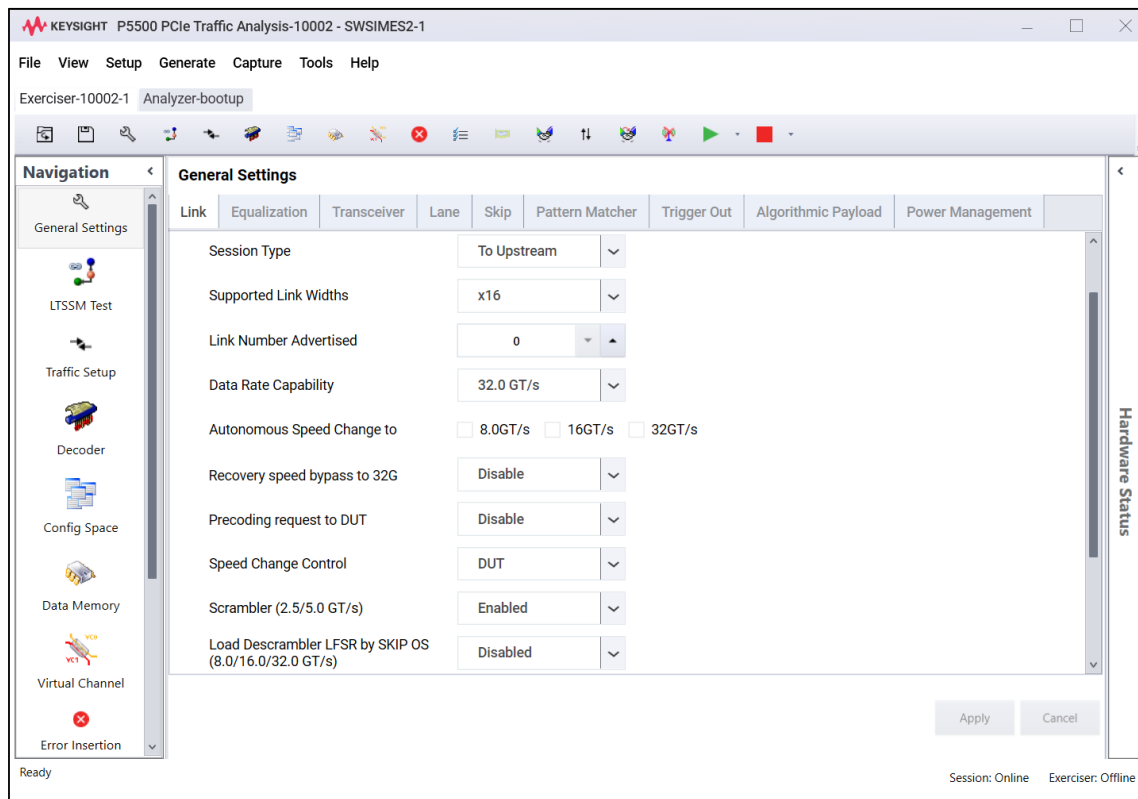 KEYSIGHT P5500 PCIe Traffic Analysis-10002 - SWSIMES2-1
File View Setup Generate Capture Tools Help
Exerciser-10002-1 Analyzer-bootup
Navigation
General Settings
LTSSM Test
Traffic Setup
Decoder
Config Space
Data Memory
VC0
VC1
Virtual Channel
Error Insertion
General Settings
Link Equalization Transceiver Lane Skip Pattern Matcher Trigger Out Algorithmic Payload Power Management
Session Type To Upstream
Supported Link Widths x16
Link Number Advertised 0
Data Rate Capability 32.0 GT/s
Autonomous Speed Change to 8.0GT/s 16GT/s 32GT/s
Recovery speed bypass to 32G Disable
Precoding request to DUT Disable
Speed Change Control DUT
Scrambler (2.5/5.0 GT/s) Enabled
Load Descrambler LFSR by SKIP OS
(8.0/16.0/32.0 GT/s) Disabled
Apply Cancel
Hardware Status
Ready
Session: Online Exerciser: Offline